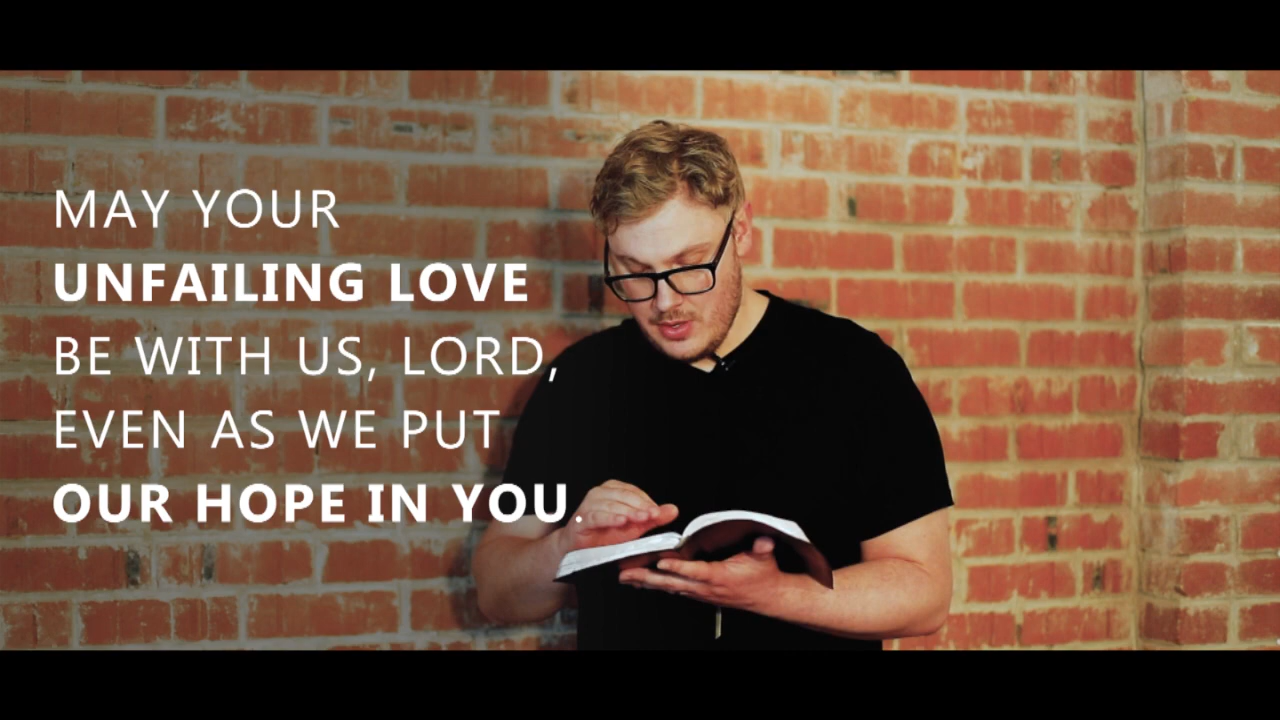 MAY YOUR
UNFAILING LOVE
BE WITH US, LORD,
EVEN AS WE PUT
OUR HOPE IN YOU.